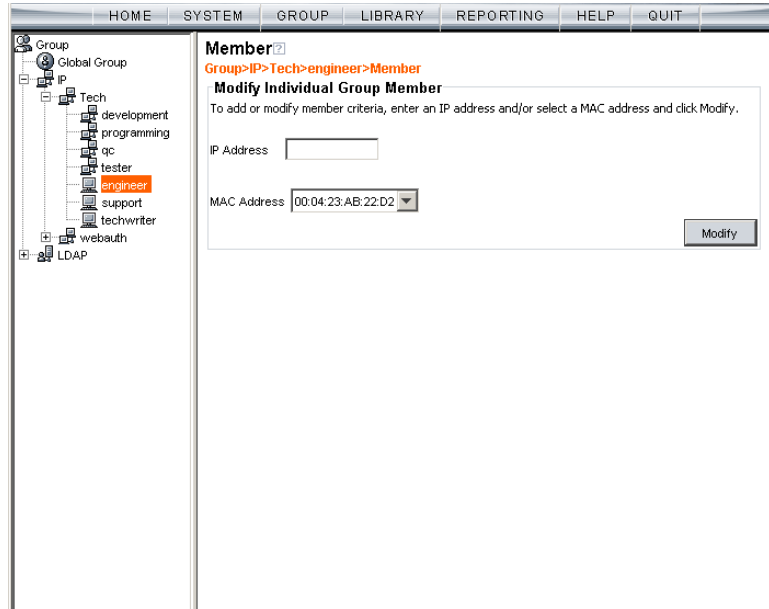 HOME SYSTEM GROUP LIBRARY REPORTING HELP QUIT
Group
Global Group
IP
Tech
development
programming
qc
tester
engineer
support
techwriter
webauth
LDAP
Member?
Group>IP>Tech>engineer>Member
Modify Individual Group Member
To add or modify member criteria, enter an IP address and/or select a MAC address and click Modify.
IP Address
MAC Address 00:04:23:AB:22:D2
Modify